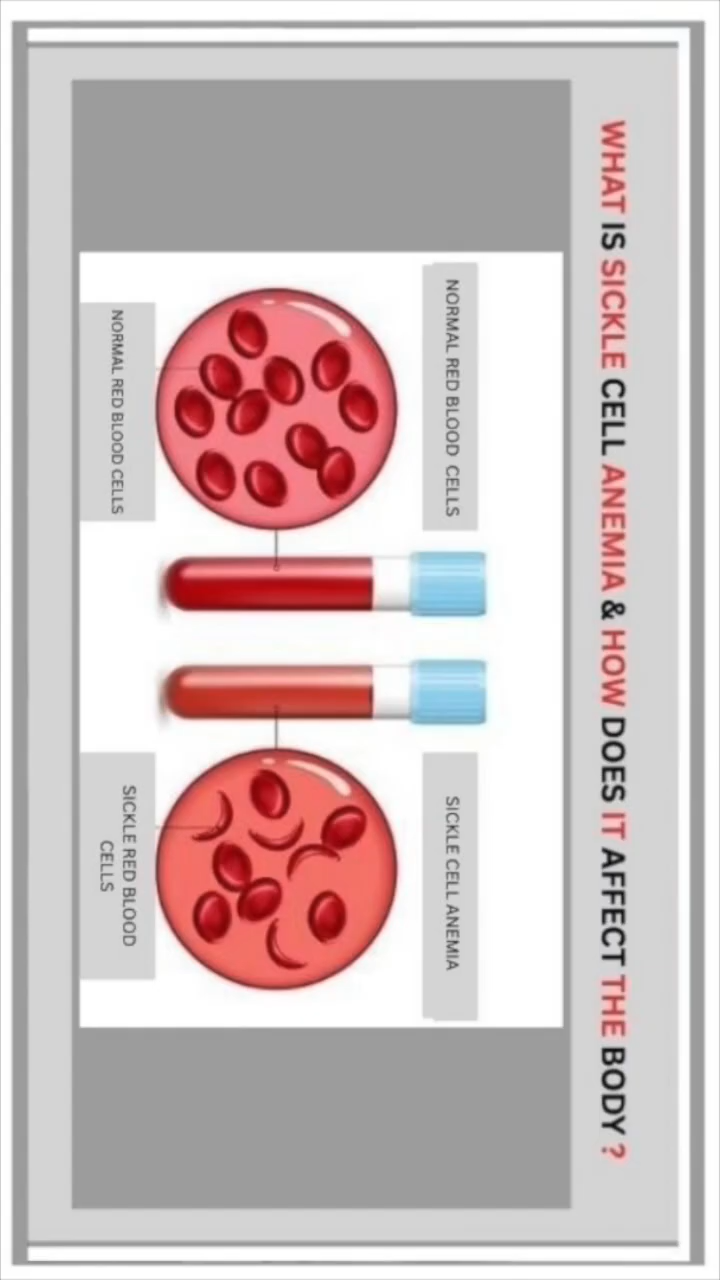 WHAT IS SICKLE CELL ANEMIA & HOW DOES IT AFFECT THE BODY ?
NORMAL RED BLOOD CELLS
SICKLE CELL ANEMIA
NORMAL RED BLOOD CELLS
SICKLE RED BLOOD
CELLS